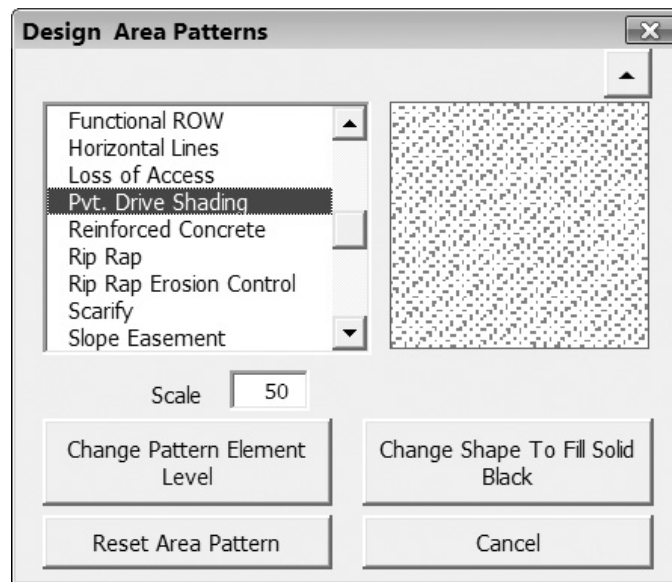 Design Area Patterns
Functional ROW
Horizontal Lines
Loss of Access
Pvt. Drive Shading
Reinforced Concrete
Rip Rap
Rip Rap Erosion Control
Scarify
Slope Easement
Scale 50
Change Pattern Element
Level
Change Shape To Fill Solid
Black
Reset Area Pattern
Cancel